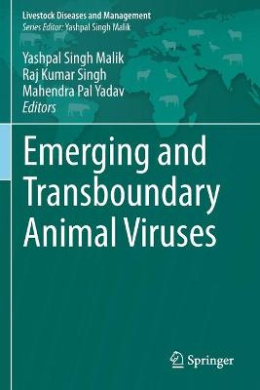 Livestock Diseases and Management
Series Editor: Yashpal Singh Malik
Yashpal Singh Malik
Raj Kumar Singh
Mahendra Pal Yadav
Editors
Emerging and
Transboundary
Animal Viruses
Springer